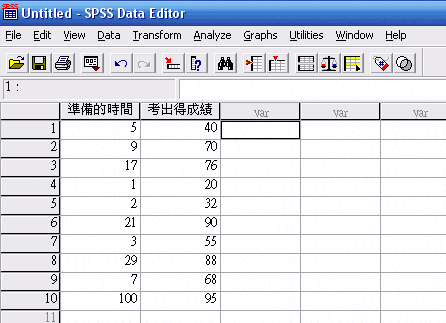 Untitled - SPSS Data Editor
File Edit View Data Transform Analyze Graphs Utilities Window Help
1 :
準備的時間 考出得成績 var var var
1 5 40
2 9 70
3 17 76
4 1 20
5 2 32
6 21 90
7 3 55
8 29 88
9 7 68
10 100 95
11